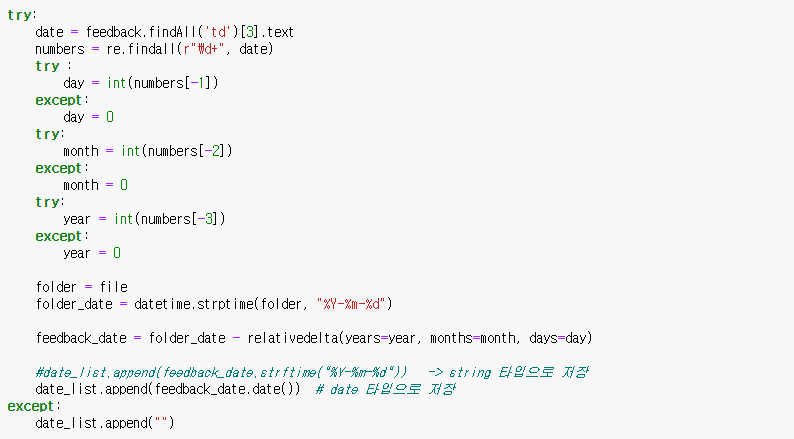 try:
    date = feedback.findAll('td')[3].text
    numbers = re.findall(r"₩d+", date)
    try :
        day = int(numbers[-1])
    except:
        day = 0
    try:
        month = int(numbers[-2])
    except:
        month = 0
    try:
        year = int(numbers[-3])
    except:
        year = 0

    folder = file
    folder_date = datetime.strptime(folder, "%Y-%m-%d")

    feedback_date = folder_date - relativedelta(years=year, months=month, days=day)

    #date_list.append(feedback_date.strftime("%Y-%m-%d"))   -> string 타입으로 저장
    date_list.append(feedback_date.date())  # date 타입으로 저장
except:
    date_list.append("")